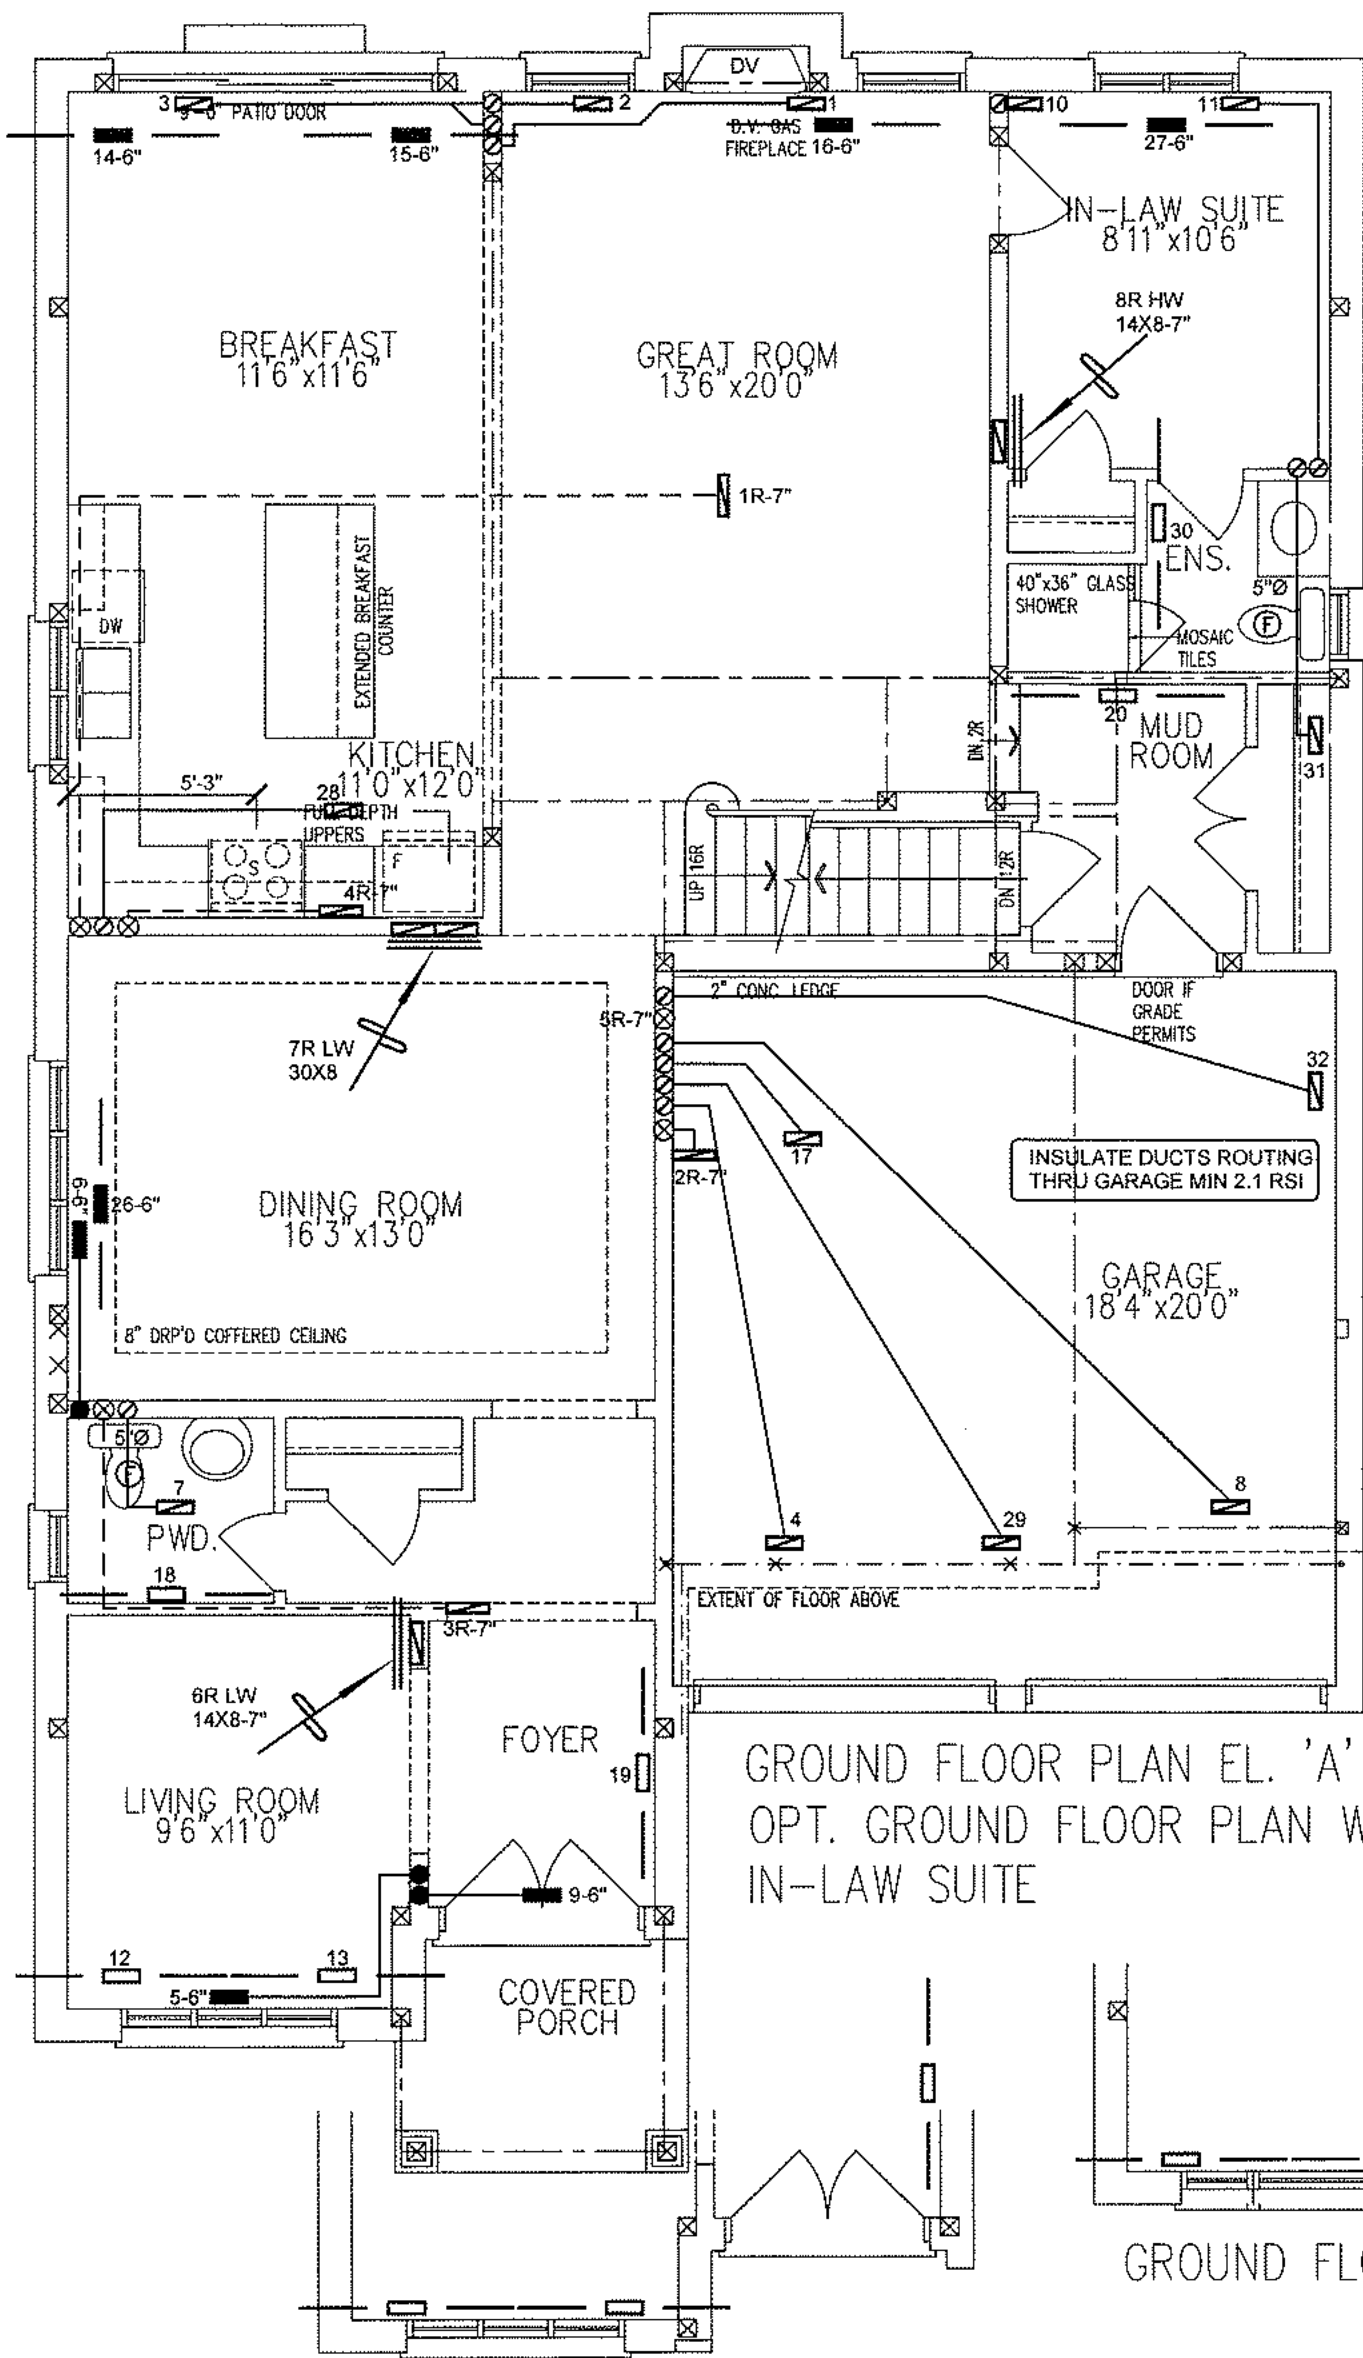 DV
3
9'-0" PATIO DOOR
2
1
10
11
14-6"
15-6"
D.V. GAS
FIREPLACE
16-6"
27-6"
IN-LAW SUITE
8'11"x10'6"
8R HW
14X8-7"
BREAKFAST
11'6"x11'6"
GREAT ROOM
13'6"x20'0"
1R-7"
30
ENS.
EXTENDED BREAKFAST
COUNTER
DW
40"x36" GLASS
SHOWER
5"Ø
F
MOSAIC
TILES
KITCHEN
11'0"x12'0"
5'-3"
28
FULL DEPTH
UPPERS
S
F
4R-7"
DN 2R
20
MUD
ROOM
31
UP 16R
DN 12R
2" CONC. LEDGE
DOOR IF
GRADE
PERMITS
5R-7"
7R LW
30X8
32
17
2R-7"
INSULATE DUCTS ROUTING
THRU GARAGE MIN 2.1 RSI
6-6"
26-6"
DINING ROOM
16'3"x13'0"
GARAGE
18'4"x20'0"
8" DRP'D COFFERED CEILING
5"Ø
F
7
PWD.
18
4
29
8
EXTENT OF FLOOR ABOVE
3R-7"
6R LW
14X8-7"
FOYER
19
LIVING ROOM
9'6"x11'0"
9-6"
12
13
5-6"
COVERED
PORCH
GROUND FLOOR PLAN EL. 'A'
OPT. GROUND FLOOR PLAN W
IN-LAW SUITE
GROUND FLO